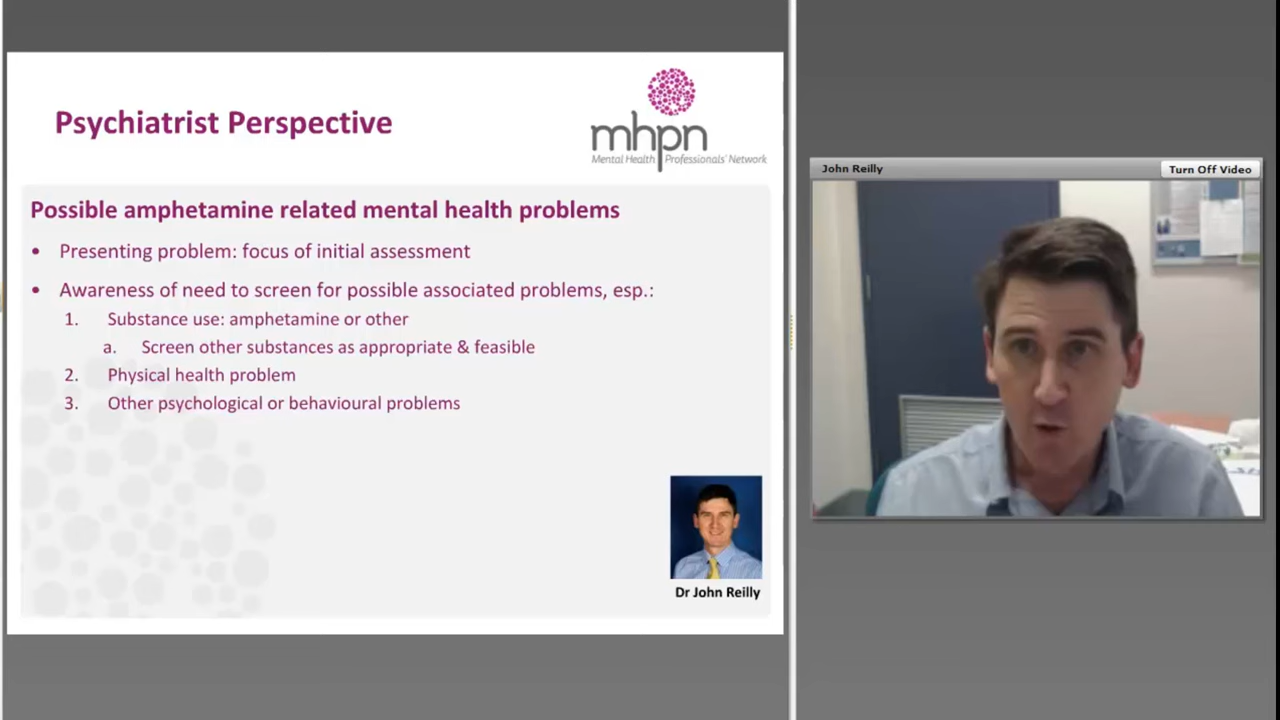 Psychiatrist Perspective
mhpn
Mental Health Professionals' Network
Possible amphetamine related mental health problems
• Presenting problem: focus of initial assessment
• Awareness of need to screen for possible associated problems, esp.:
1. Substance use: amphetamine or other
a. Screen other substances as appropriate & feasible
2. Physical health problem
3. Other psychological or behavioural problems
Dr John Reilly
John Reilly
Turn Off Video